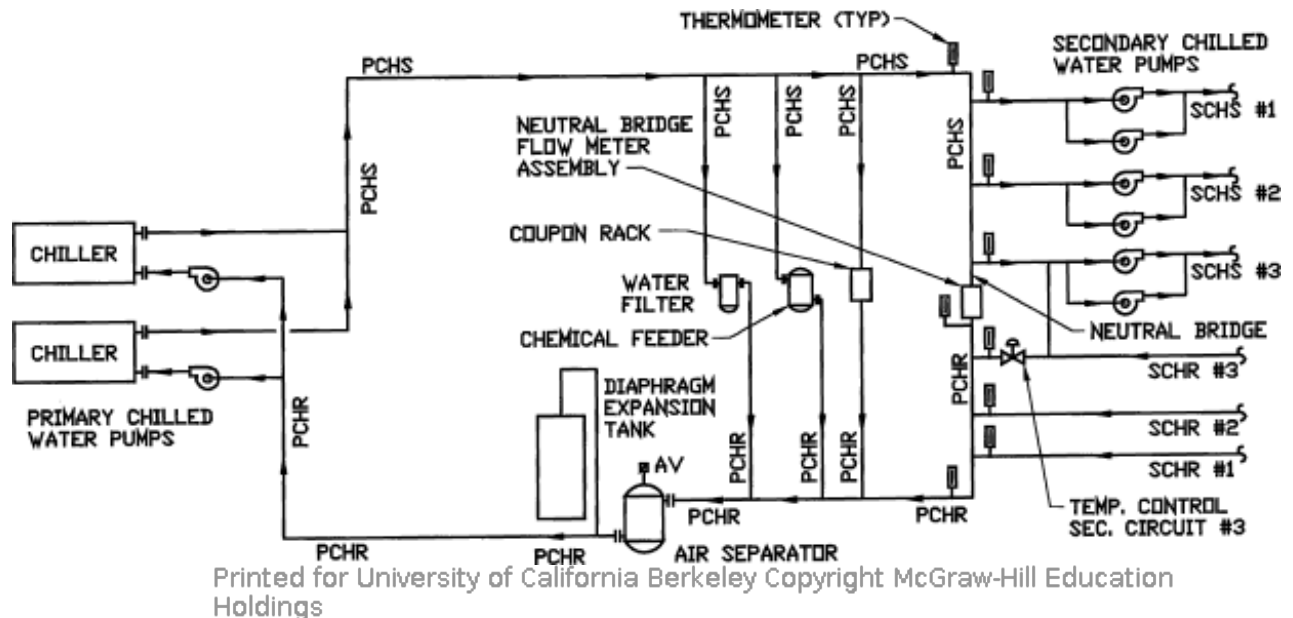 THERMOMETER (TYP)
SECONDARY CHILLED
WATER PUMPS
PCHS
PCHS
PCHS
PCHS
PCHS
PCHS
PCHS
SCHS #1
NEUTRAL BRIDGE
FLOW METER
ASSEMBLY
SCHS #2
COUPON RACK
SCHS #3
CHILLER
WATER
FILTER
CHEMICAL FEEDER
NEUTRAL BRIDGE
CHILLER
SCHR #3
PCHR
DIAPHRAGM
EXPANSION
TANK
PRIMARY CHILLED
WATER PUMPS
PCHR
SCHR #2
SCHR #1
AV
PCHR
PCHR
PCHR
PCHR
PCHR
TEMP. CONTROL
SEC. CIRCUIT #3
PCHR
PCHR
AIR SEPARATOR
Printed for University of California Berkeley Copyright McGraw-Hill Education
Holdings